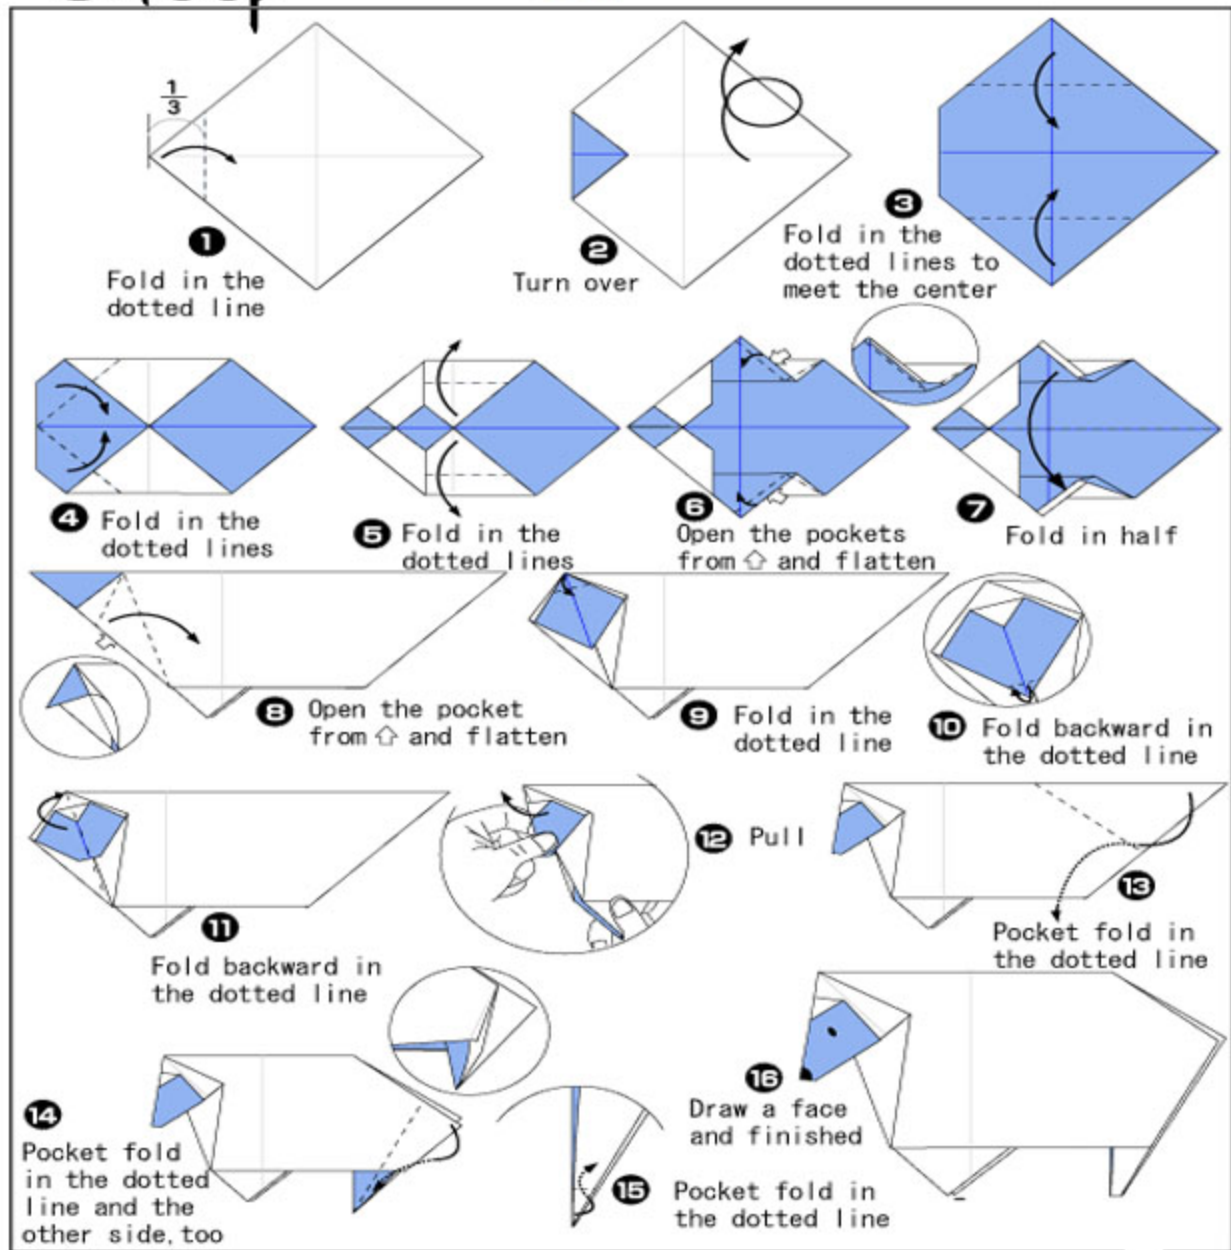 1/3
1
Fold in the
dotted line
2
Turn over
3
Fold in the
dotted lines to
meet the center
4 Fold in the
dotted lines
5 Fold in the
dotted lines
6
Open the pockets
from ⇧ and flatten
7
Fold in half
8 Open the pocket
from ⇧ and flatten
9 Fold in the
dotted line
10 Fold backward in
the dotted line
11
Fold backward in
the dotted line
12 Pull
13
Pocket fold in
the dotted line
14
Pocket fold
in the dotted
line and the
other side, too
15 Pocket fold in
the dotted line
16
Draw a face
and finished